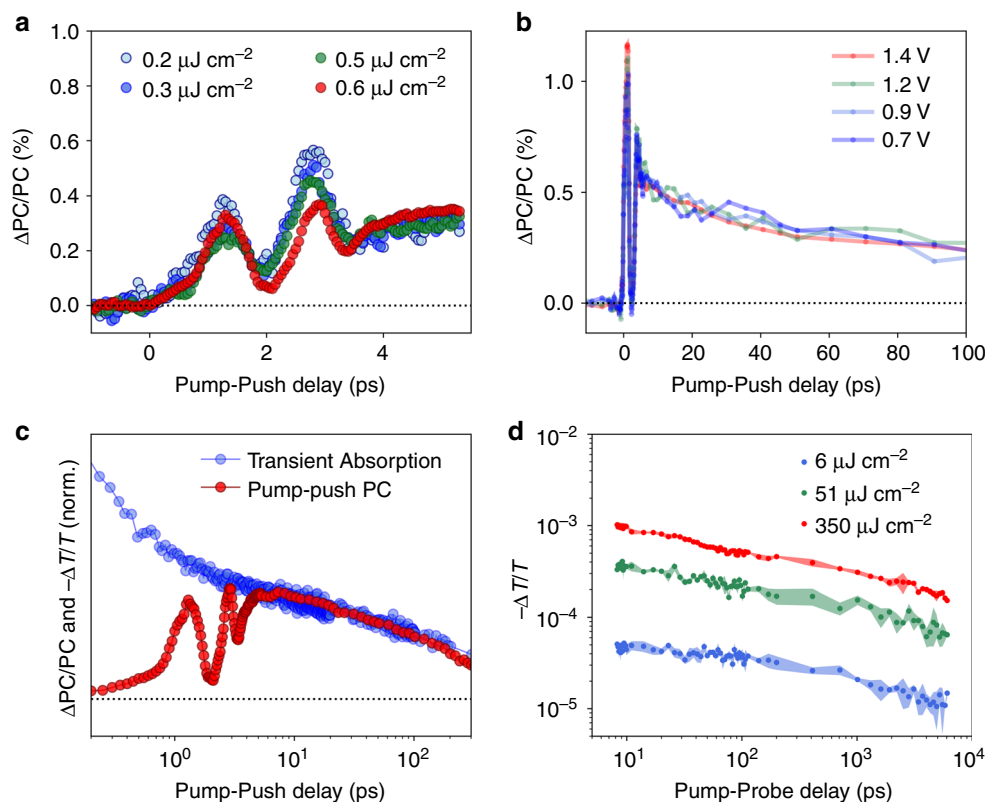 a
1.0
0.8
0.6
0.4
0.2
0.0
ΔPC/PC (%)
0.2 μJ cm⁻²
0.3 μJ cm⁻²
0.5 μJ cm⁻²
0.6 μJ cm⁻²
0
2
4
Pump-Push delay (ps)
b
1.0
0.5
0.0
ΔPC/PC (%)
1.4 V
1.2 V
0.9 V
0.7 V
0
20
40
60
80
100
Pump-Push delay (ps)
c
ΔPC/PC and −ΔT/T (norm.)
Transient Absorption
Pump-push PC
10⁰
10¹
10²
Pump-Push delay (ps)
d
10⁻²
10⁻³
10⁻⁴
10⁻⁵
−ΔT/T
6 μJ cm⁻²
51 μJ cm⁻²
350 μJ cm⁻²
10¹
10²
10³
10⁴
Pump-Probe delay (ps)